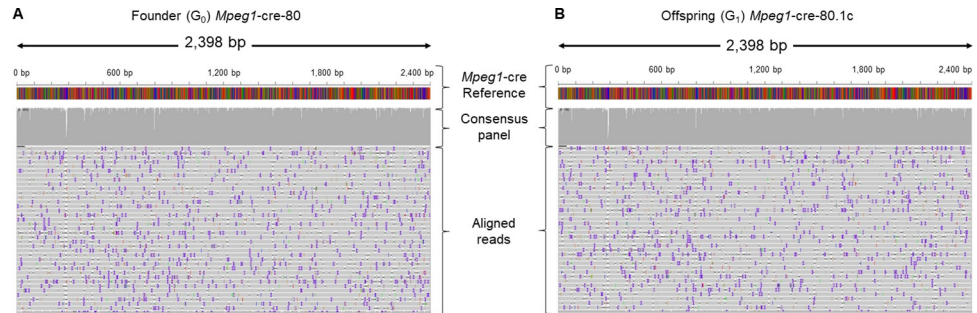 A
Founder (G₀) Mpeg1-cre-80
2,398 bp
0 bp 600 bp 1,200 bp 1,800 bp 2,400 bp
Mpeg1-cre
Reference
Consensus
panel
Aligned
reads
B
Offspring (G₁) Mpeg1-cre-80.1c
2,398 bp
0 bp 600 bp 1,200 bp 1,800 bp 2,400 bp